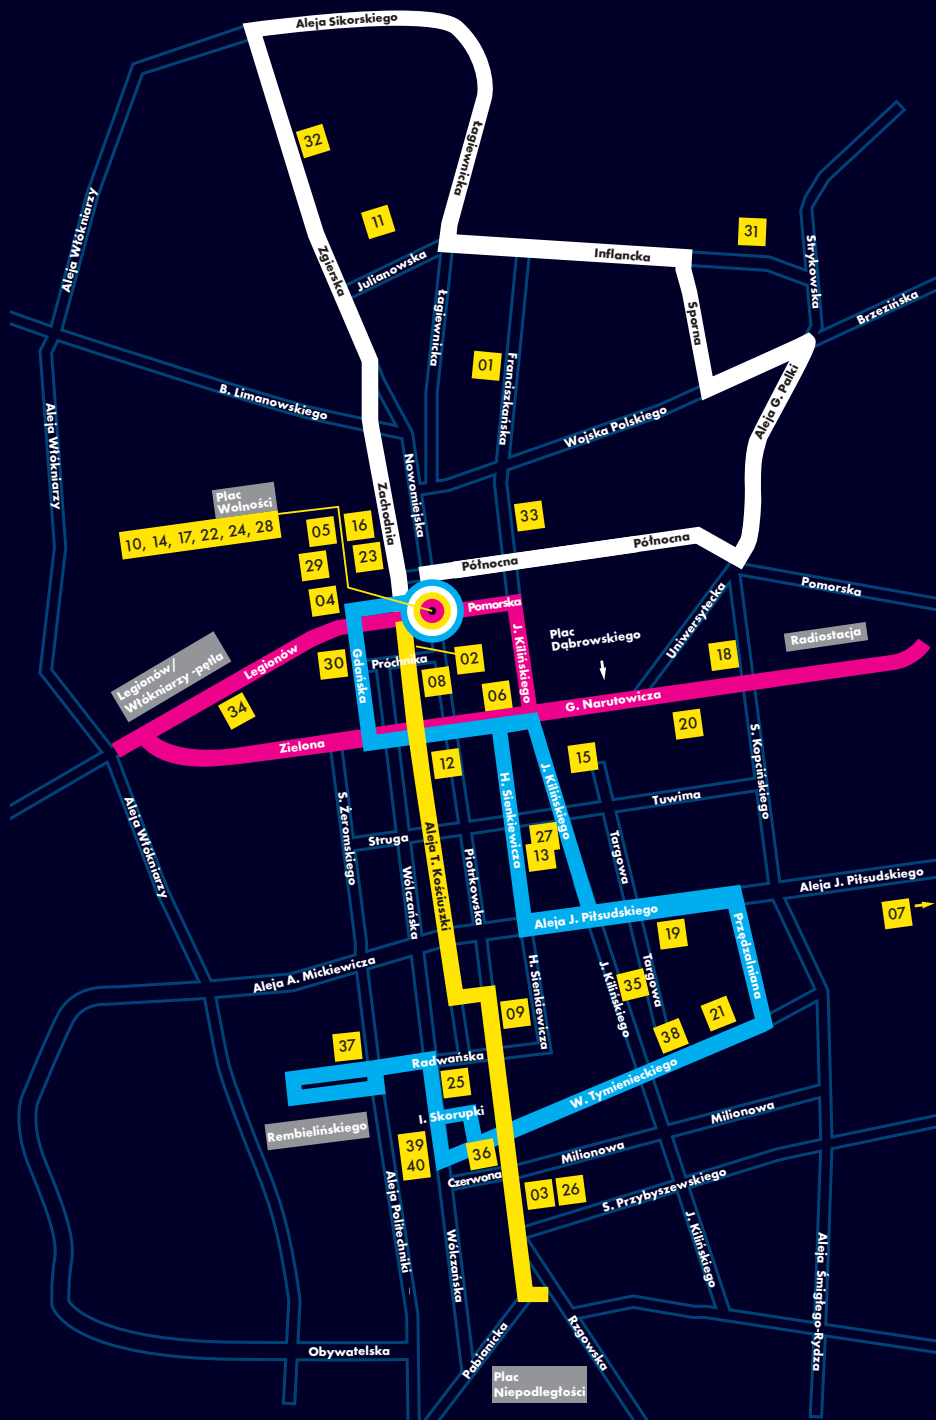 Aleja Sikorskiego
Łagiewnicka
32
11
31
Aleja Włókniarzy
Zgierska
Julianowska
Inflancka
Strykowska
Brzezińska
Sporna
Łagiewnicka
01
Franciszkańska
Aleja G. Palki
B. Limanowskiego
Wojska Polskiego
Aleja Włókniarzy
Nowomiejska
Zachodnia
Plac
Wolności
10, 14, 17, 22, 24, 28
05
16
33
29
23
Północna
Północna
04
Pomorska
Pomorska
Uniwersytecka
Radiostacja
Plac
Dąbrowskiego
J. Kilińskiego
Legionów/
Włókniarzy -pętla
Legionów
30
Gdańska
Próchnika
02
18
08
06
34
G. Narutowicza
20
Zielona
12
15
S. Kopcińskiego
H. Sienkiewicza
J. Kilińskiego
Tuwima
S. Żeromskiego
Aleja Włókniarzy
Struga
Aleja T. Kościuszki
27
13
Targowa
Wólczańska
Piotrkowska
Aleja J. Piłsudskiego
Aleja J. Piłsudskiego
07
19
Przędzalniana
Aleja A. Mickiewicza
H. Sienkiewicza
J. Kilińskiego
35
Targowa
09
21
38
37
Radwańska
25
W. Tymienieckiego
I. Skorupki
Milionowa
Rembielińskiego
39
40
36
Milionowa
Czerwona
03
26
S. Przybyszewskiego
Aleja Politechniki
Wólczańska
J. Kilińskiego
Aleja Śmigłego-Rydza
Obywatelska
Pabianicka
Rzgowska
Plac
Niepodległości